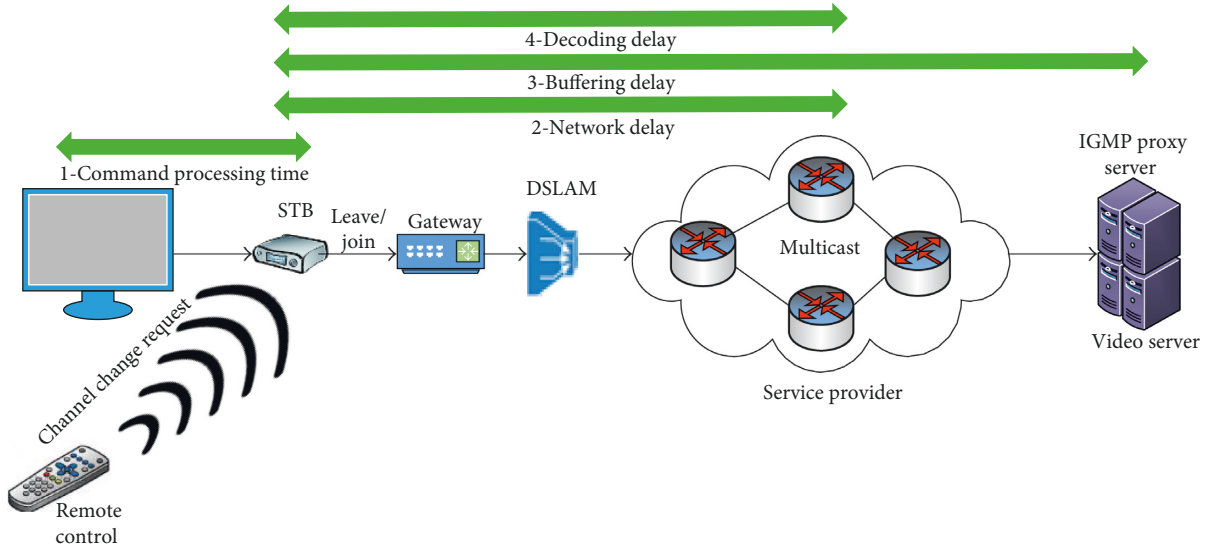 4-Decoding delay
3-Buffering delay
2-Network delay
1-Command processing time
IGMP proxy
server
DSLAM
STB
Leave/
join
Gateway
Multicast
Channel change request
Video server
Service provider
Remote
control